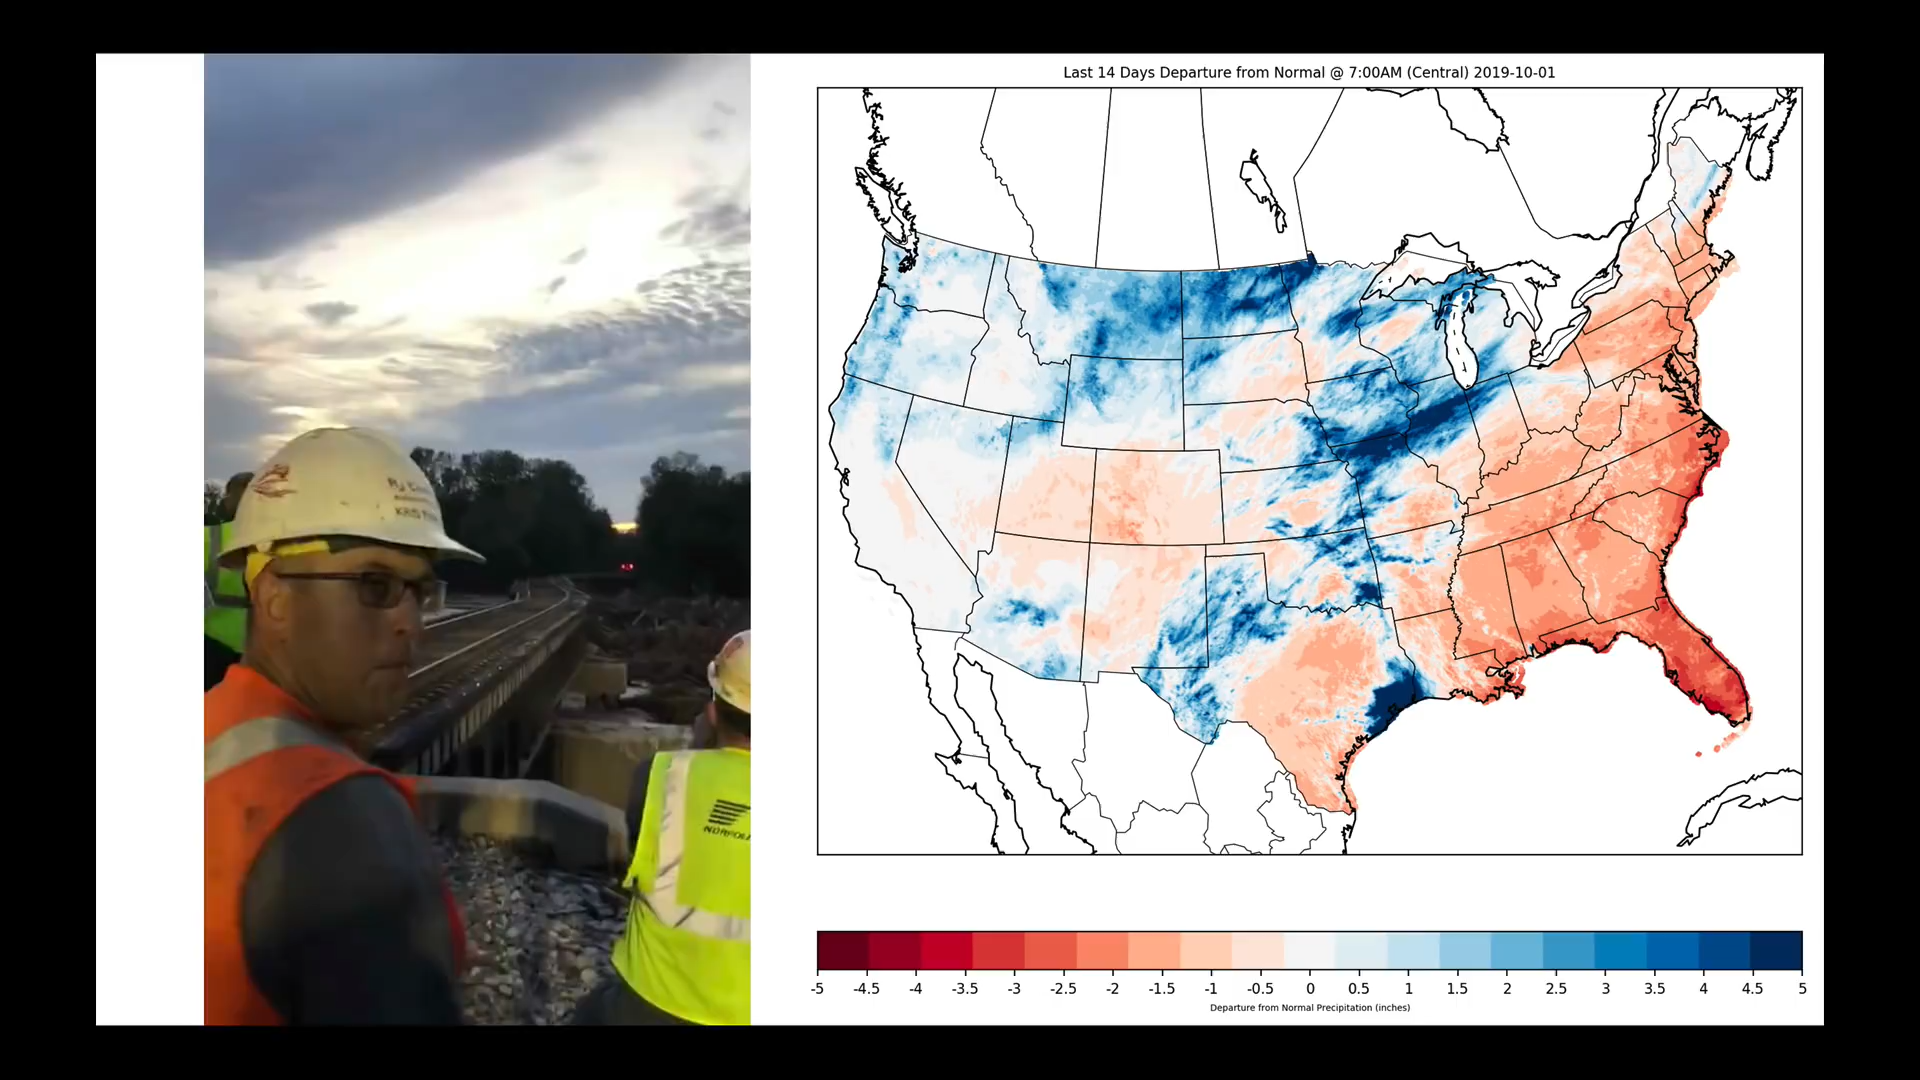 Last 14 Days Departure from Normal @ 7:00AM (Central) 2019-10-01
NORFOL
-5 -4.5 -4 -3.5 -3 -2.5 -2 -1.5 -1 -0.5 0 0.5 1 1.5 2 2.5 3 3.5 4 4.5 5
Departure from Normal Precipitation (inches)